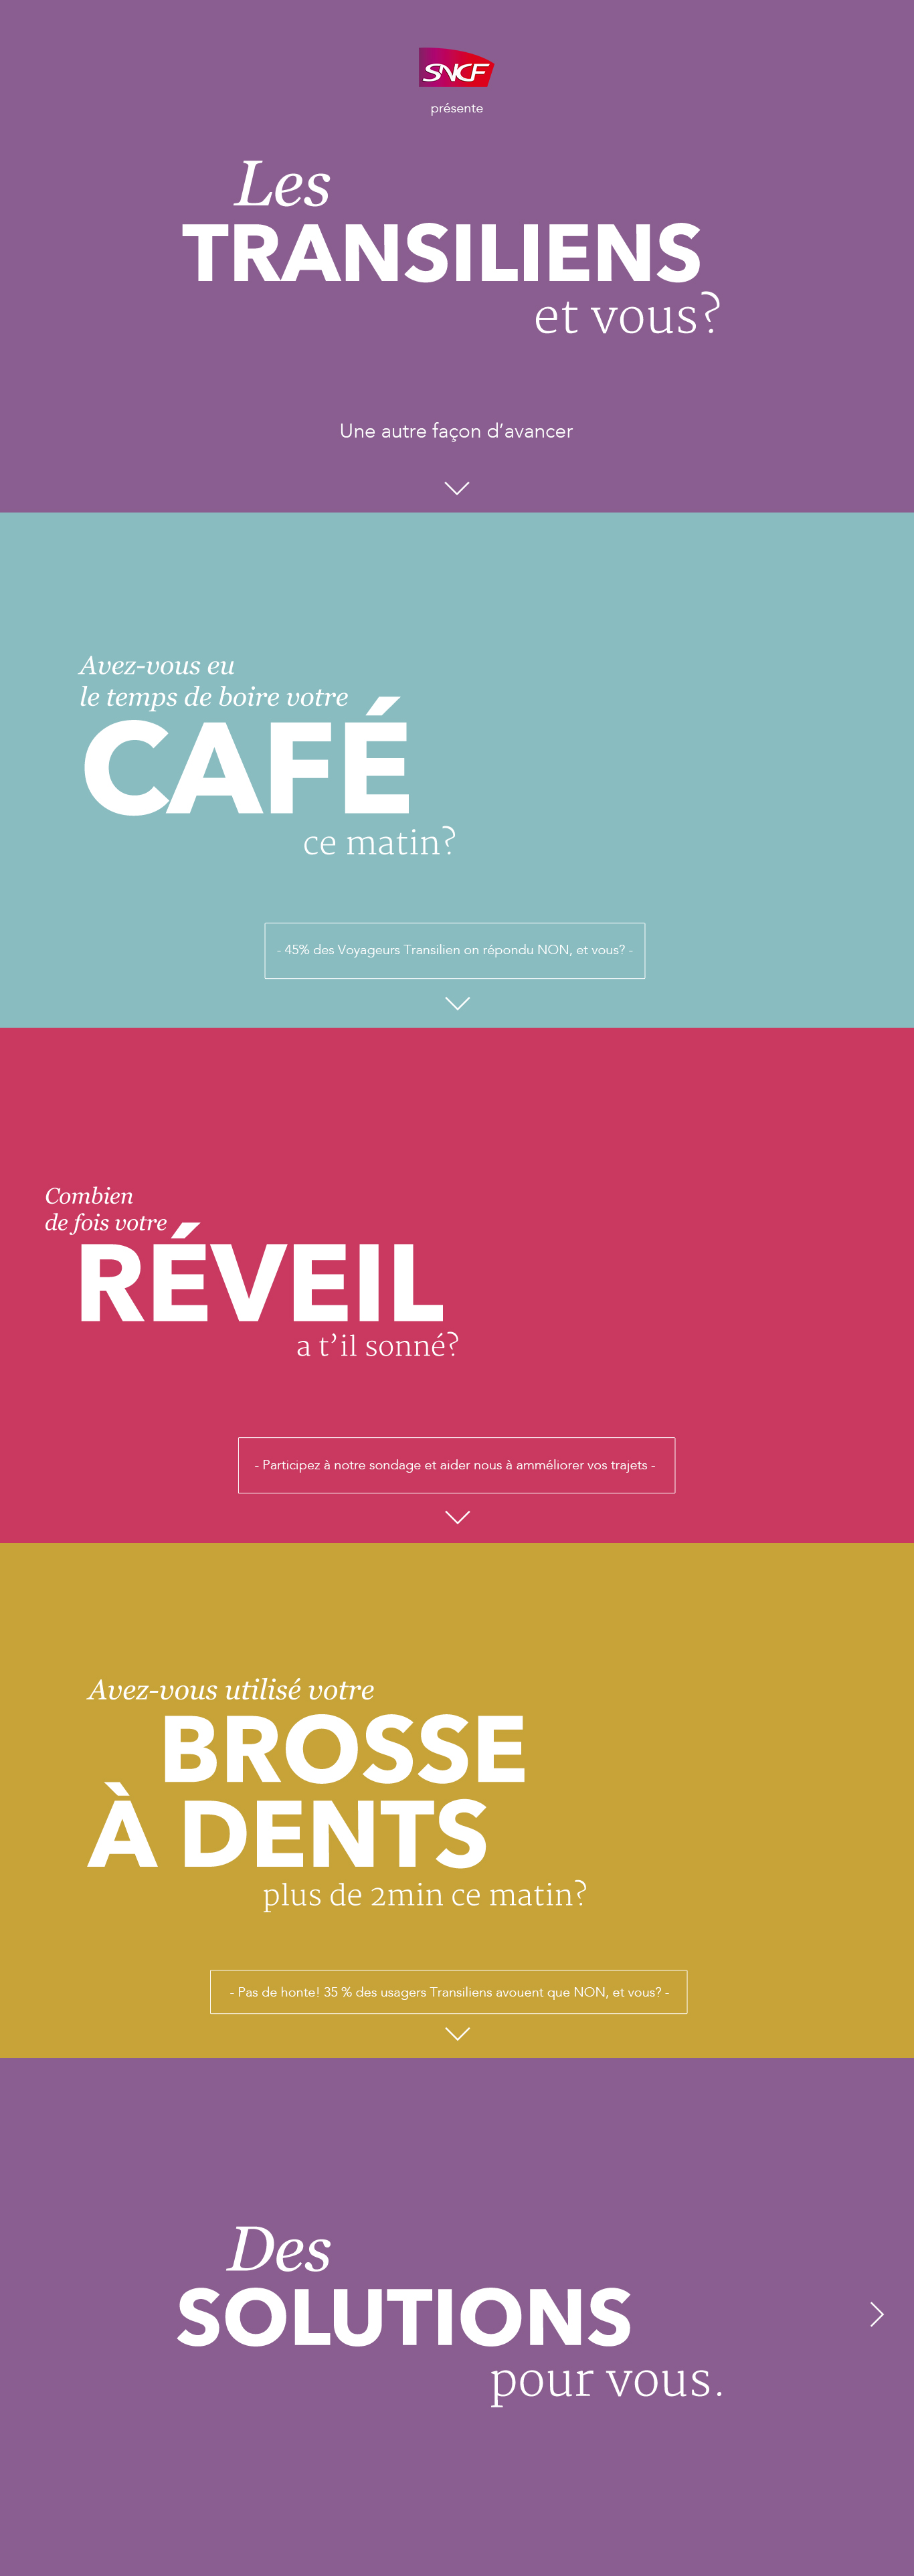 SNCF
présente
Les
TRANSILIENS
et vous?
Une autre façon d’avancer
Avez-vous eu
le temps de boire votre
CAFÉ
ce matin?
- 45% des Voyageurs Transilien on répondu NON, et vous? -
Combien
de fois votre
RÉVEIL
a t’il sonné?
- Participez à notre sondage et aider nous à amméliorer vos trajets -
Avez-vous utilisé votre
BROSSE
À DENTS
plus de 2min ce matin?
- Pas de honte! 35 % des usagers Transiliens avouent que NON, et vous? -
Des
SOLUTIONS
pour vous.